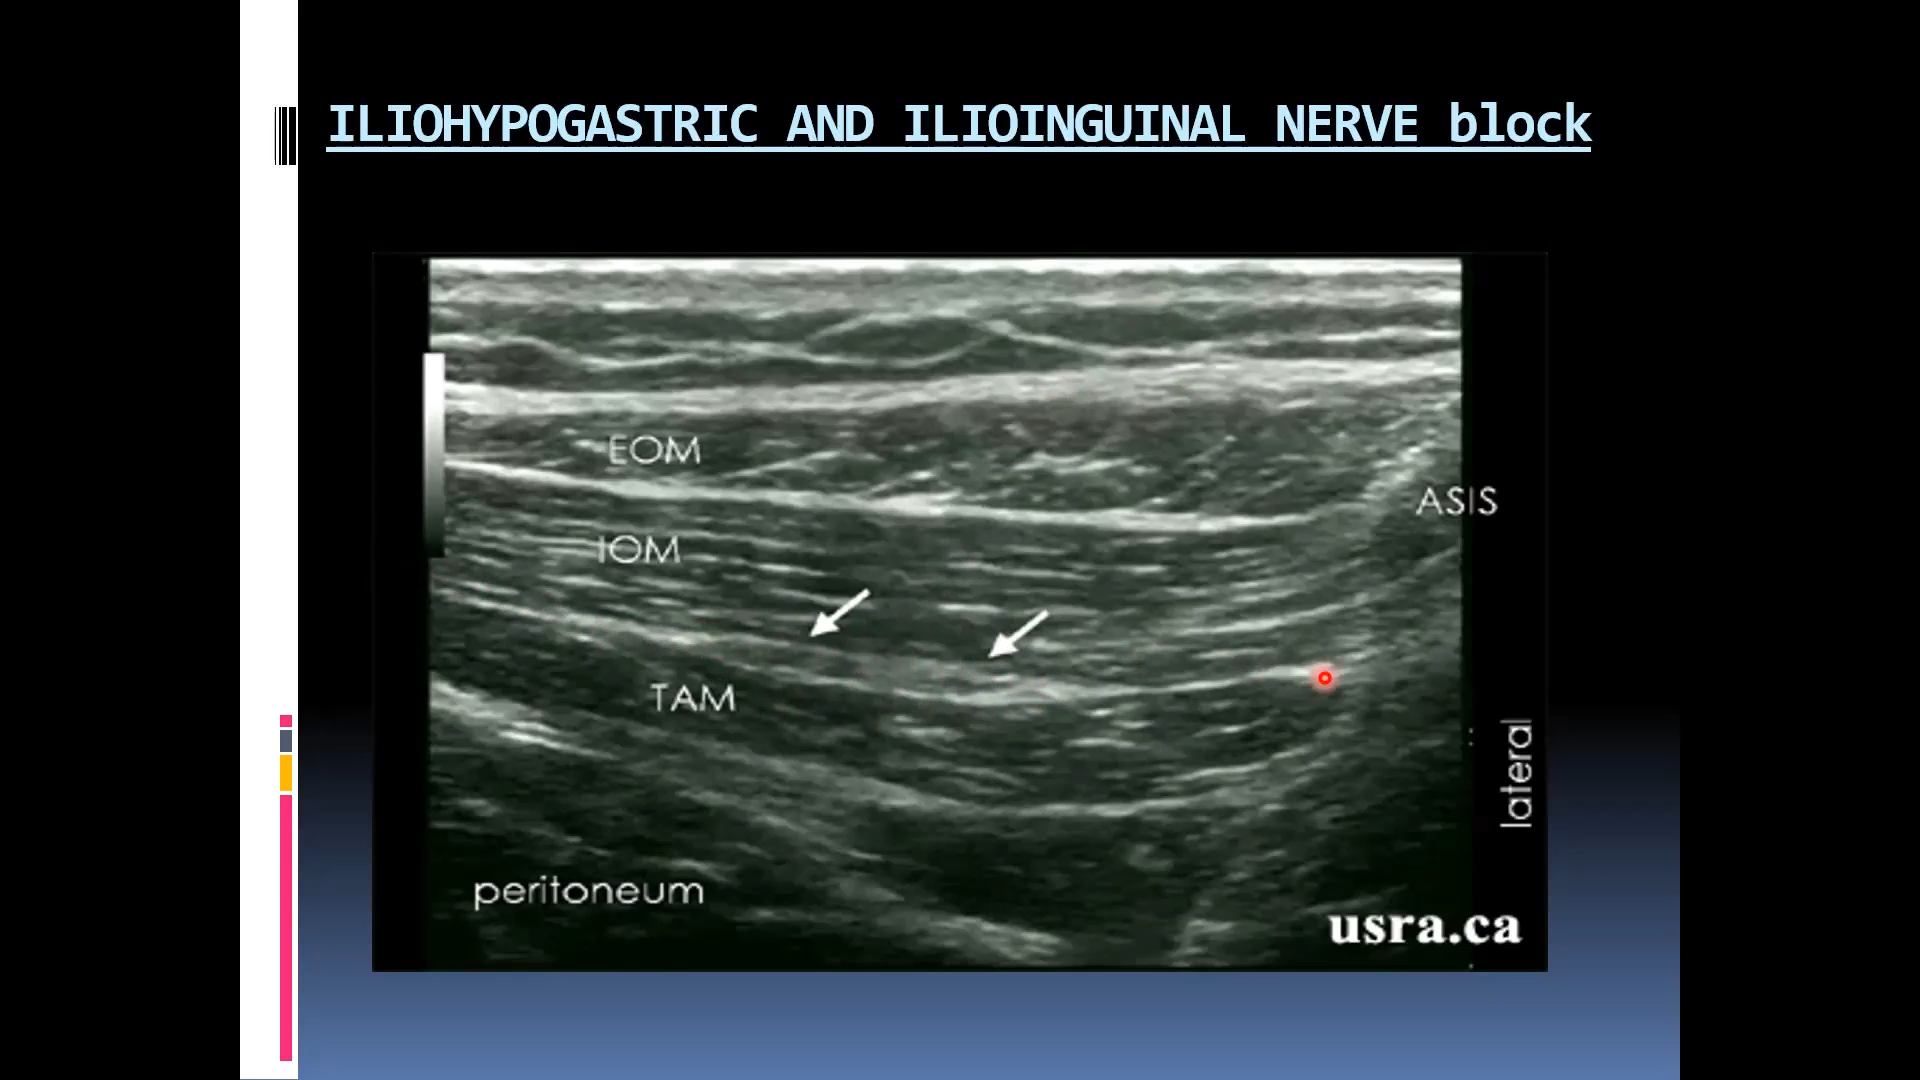 ILIOHYPOGASTRIC AND ILIOINGUINAL NERVE block
EOM
ASIS
IOM
TAM
lateral
peritoneum
usra.ca